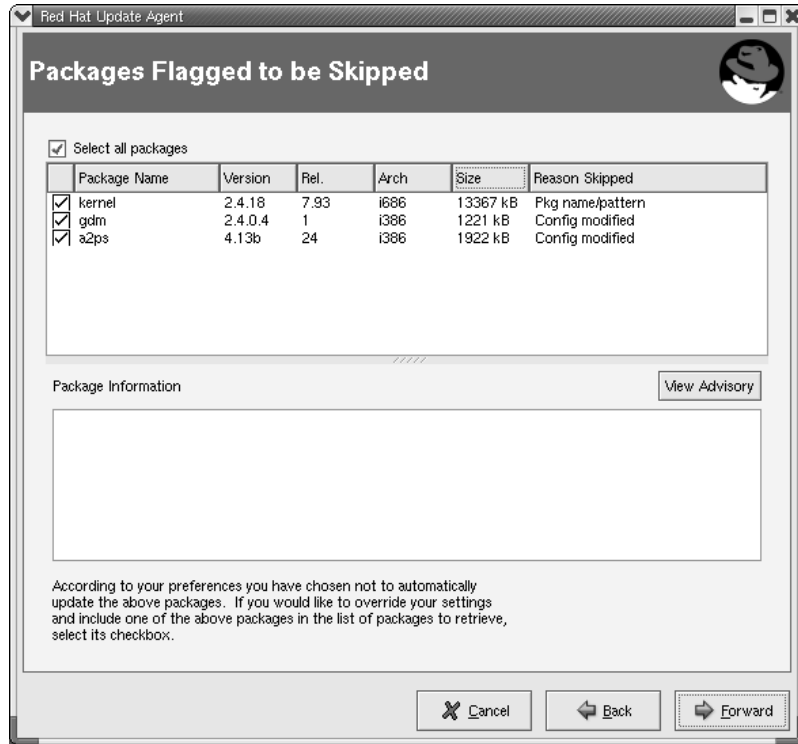 Red Hat Update Agent
Packages Flagged to be Skipped
Select all packages
Package Name Version Rel. Arch Size Reason Skipped
kernel 2.4.18 7.93 i686 13367 kB Pkg name/pattern
gdm 2.4.0.4 1 i386 1221 kB Config modified
a2ps 4.13b 24 i386 1922 kB Config modified
Package Information View Advisory
According to your preferences you have chosen not to automatically
update the above packages. If you would like to override your settings
and include one of the above packages in the list of packages to retrieve,
select its checkbox.
Cancel Back Forward